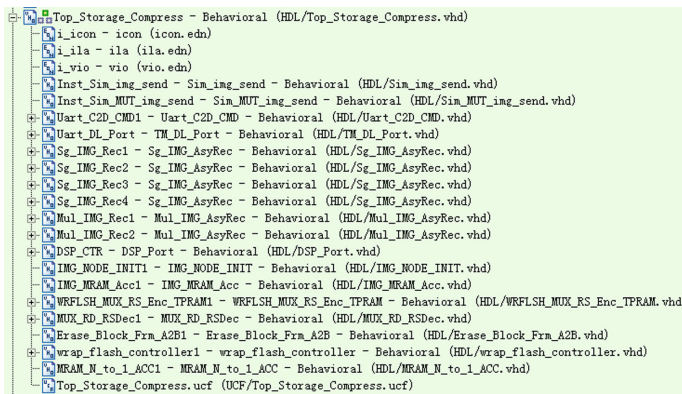 Top_Storage_Compress - Behavioral (HDL/Top_Storage_Compress.vhd)
i_icon - icon (icon.edn)
i_ila - ila (ila.edn)
i_vio - vio (vio.edn)
Inst_Sim_img_send - Sim_img_send - Behavioral (HDL/Sim_img_send.vhd)
Inst_Sim_MUT_img_send - Sim_MUT_img_send - Behavioral (HDL/Sim_MUT_img_send.vhd)
Uart_C2D_CMD1 - Uart_C2D_CMD - Behavioral (HDL/Uart_C2D_CMD.vhd)
Uart_DL_Port - TM_DL_Port - Behavioral (HDL/TM_DL_Port.vhd)
Sg_IMG_Rec1 - Sg_IMG_AsyRec - Behavioral (HDL/Sg_IMG_AsyRec.vhd)
Sg_IMG_Rec2 - Sg_IMG_AsyRec - Behavioral (HDL/Sg_IMG_AsyRec.vhd)
Sg_IMG_Rec3 - Sg_IMG_AsyRec - Behavioral (HDL/Sg_IMG_AsyRec.vhd)
Sg_IMG_Rec4 - Sg_IMG_AsyRec - Behavioral (HDL/Sg_IMG_AsyRec.vhd)
Mul_IMG_Rec1 - Mul_IMG_AsyRec - Behavioral (HDL/Mul_IMG_AsyRec.vhd)
Mul_IMG_Rec2 - Mul_IMG_AsyRec - Behavioral (HDL/Mul_IMG_AsyRec.vhd)
DSP_CTR - DSP_Port - Behavioral (HDL/DSP_Port.vhd)
IMG_NODE_INIT1 - IMG_NODE_INIT - Behavioral (HDL/IMG_NODE_INIT.vhd)
IMG_MRAM_Acc1 - IMG_MRAM_Acc - Behavioral (HDL/IMG_MRAM_Acc.vhd)
WRFLSH_MUX_RS_Enc_TPRAM1 - WRFLSH_MUX_RS_Enc_TPRAM - Behavioral (HDL/WRFLSH_MUX_RS_Enc_TPRAM.vhd
MUX_RD_RSDec1 - MUX_RD_RSDec - Behavioral (HDL/MUX_RD_RSDec.vhd)
Erase_Block_Frm_A2B1 - Erase_Block_Frm_A2B - Behavioral (HDL/Erase_Block_Frm_A2B.vhd)
wrap_flash_controller1 - wrap_flash_controller - Behavioral (HDL/wrap_flash_controller.vhd)
MRAM_N_to_1_ACC1 - MRAM_N_to_1_ACC - Behavioral (HDL/MRAM_N_to_1_ACC.vhd)
Top_Storage_Compress.ucf (UCF/Top_Storage_Compress.ucf)